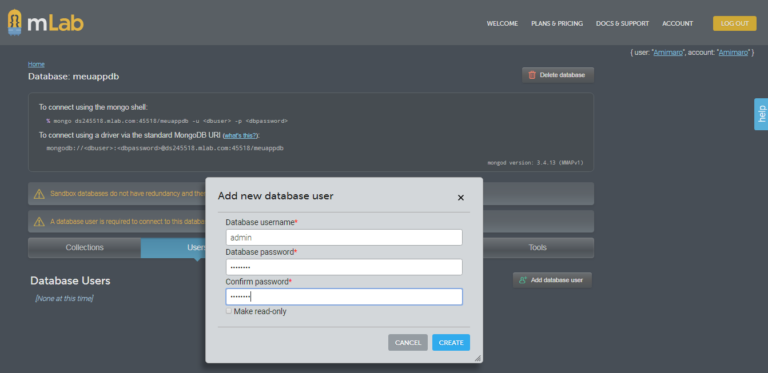 mLab
WELCOME PLANS & PRICING DOCS & SUPPORT ACCOUNT LOG OUT
{ user: "Amimaro", account: "Amimaro" }
Home
Database: meuappdb
Delete database
To connect using the mongo shell:
% mongo ds245518.mlab.com:45518/meuappdb -u <dbuser> -p <dbpassword>
To connect using a driver via the standard MongoDB URI (what's this?):
mongodb://<dbuser>:<dbpassword>@ds245518.mlab.com:45518/meuappdb
mongod version: 3.4.13 (MMAPv1)
help
Sandbox databases do not have redundancy and
A database user is required to connect to this
Collections Users Tools
Database Users
Add database user
[None at this time]
Add new database user ×
Database username*
admin
Database password*
••••••••
Confirm password*
••••••••
Make read-only
CANCEL CREATE